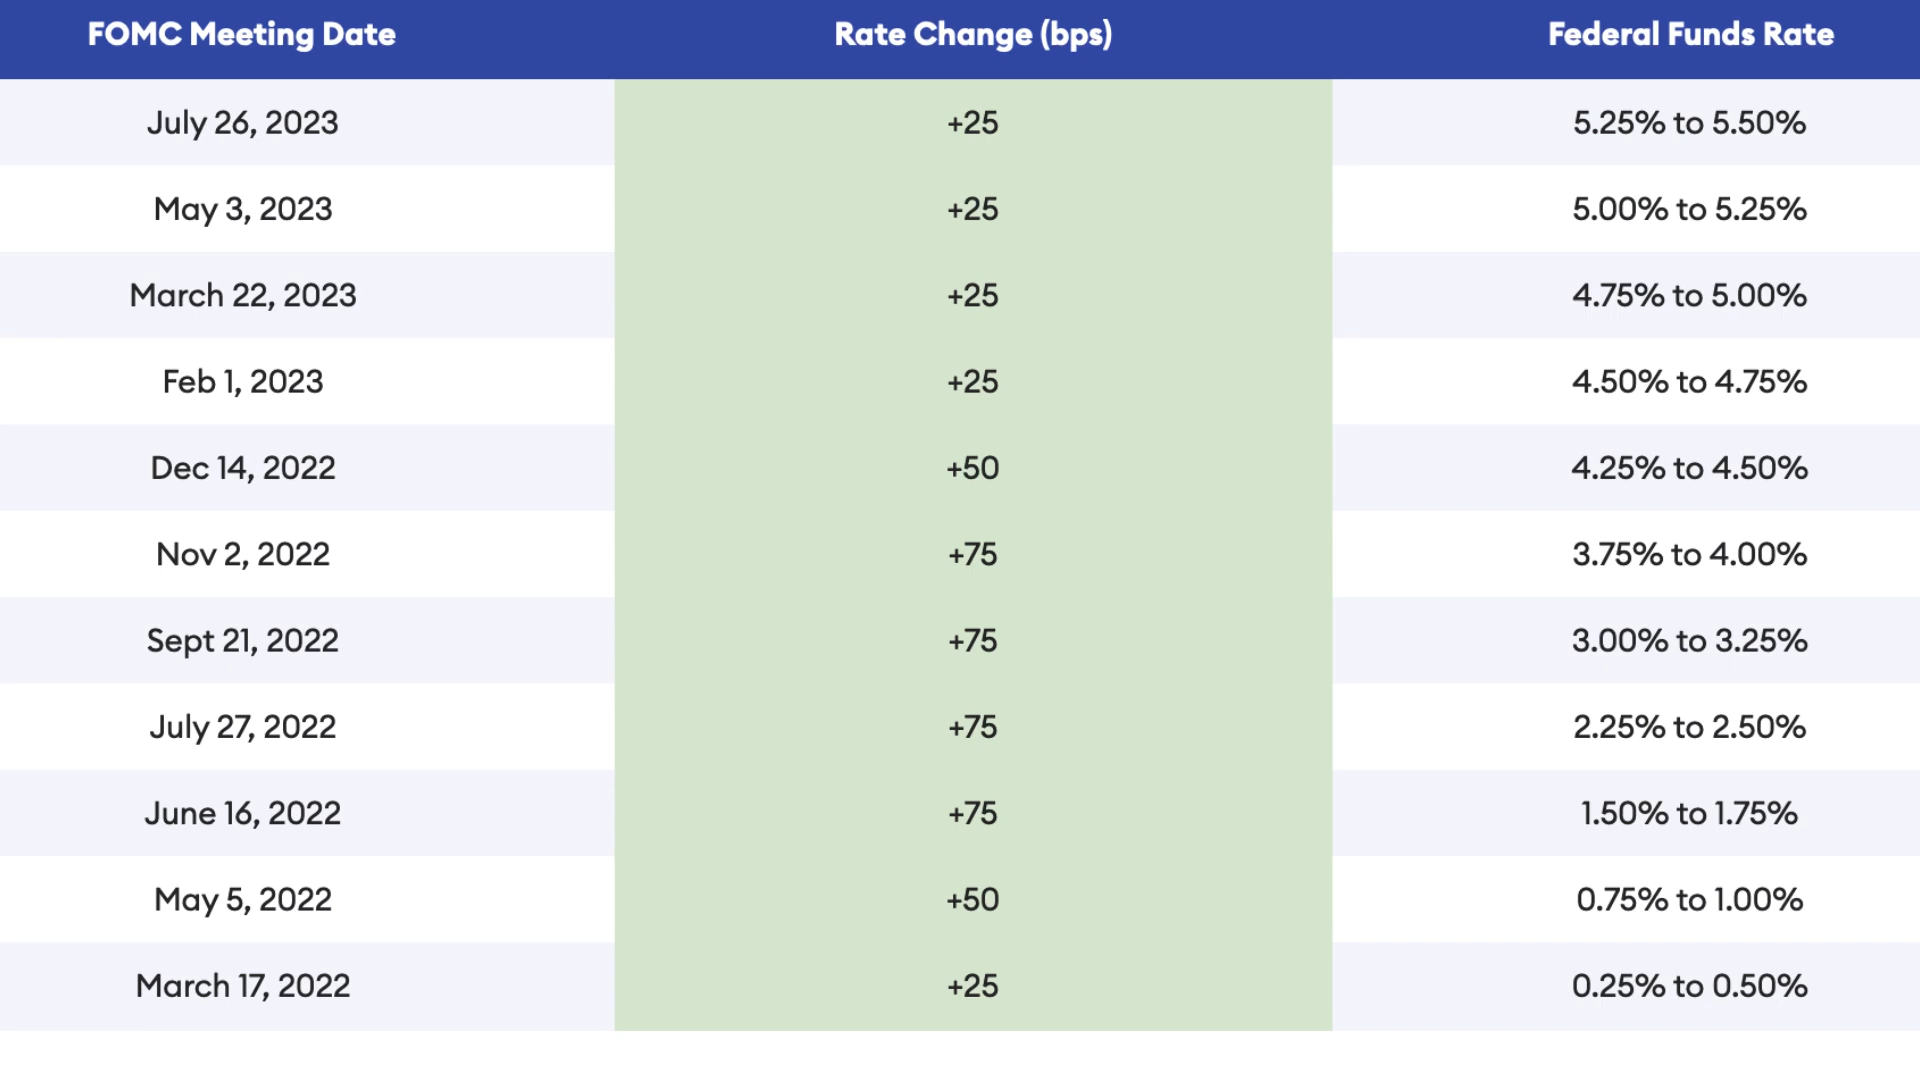 FOMC Meeting Date Rate Change (bps) Federal Funds Rate
July 26, 2023 +25 5.25% to 5.50%
May 3, 2023 +25 5.00% to 5.25%
March 22, 2023 +25 4.75% to 5.00%
Feb 1, 2023 +25 4.50% to 4.75%
Dec 14, 2022 +50 4.25% to 4.50%
Nov 2, 2022 +75 3.75% to 4.00%
Sept 21, 2022 +75 3.00% to 3.25%
July 27, 2022 +75 2.25% to 2.50%
June 16, 2022 +75 1.50% to 1.75%
May 5, 2022 +50 0.75% to 1.00%
March 17, 2022 +25 0.25% to 0.50%